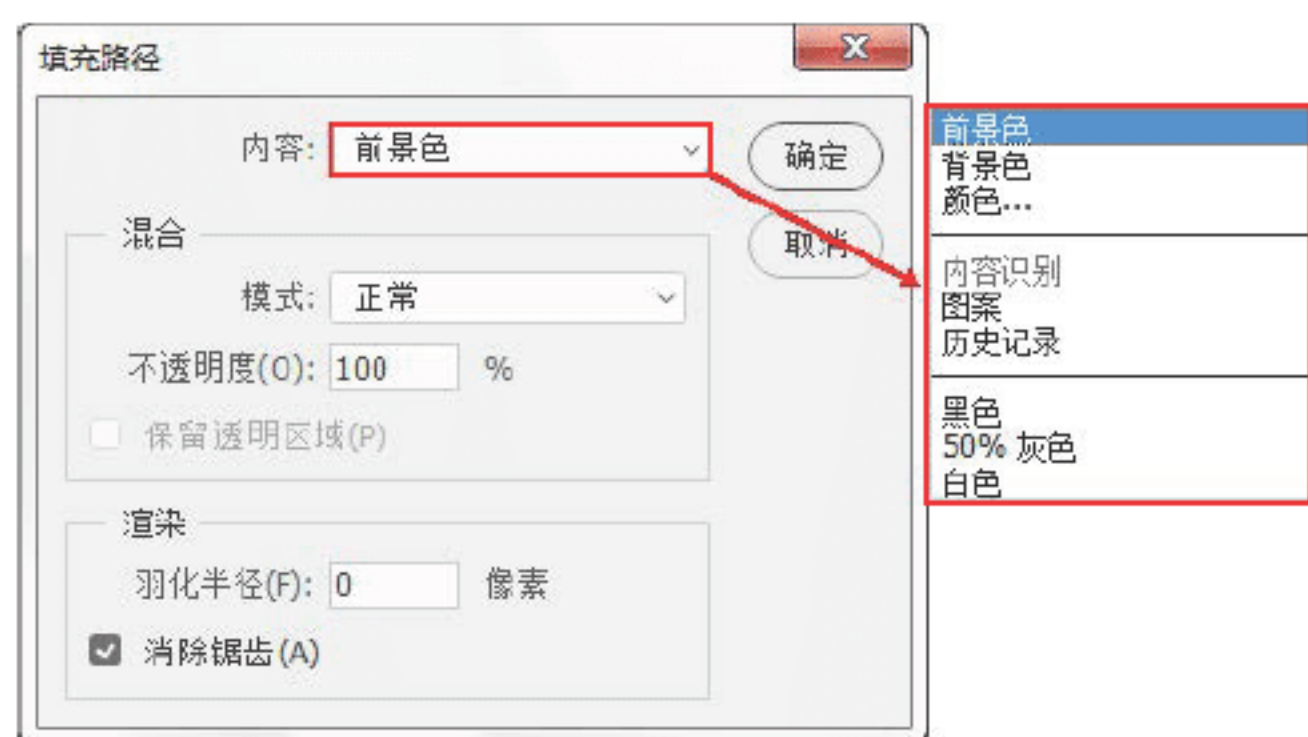 填充路径
内容: 前景色
确定
混合
取消
模式: 正常
不透明度(O): 100 %
保留透明区域(P)
渲染
羽化半径(F): 0 像素
消除锯齿(A)
前景色
背景色
颜色...
内容识别
图案
历史记录
黑色
50% 灰色
白色